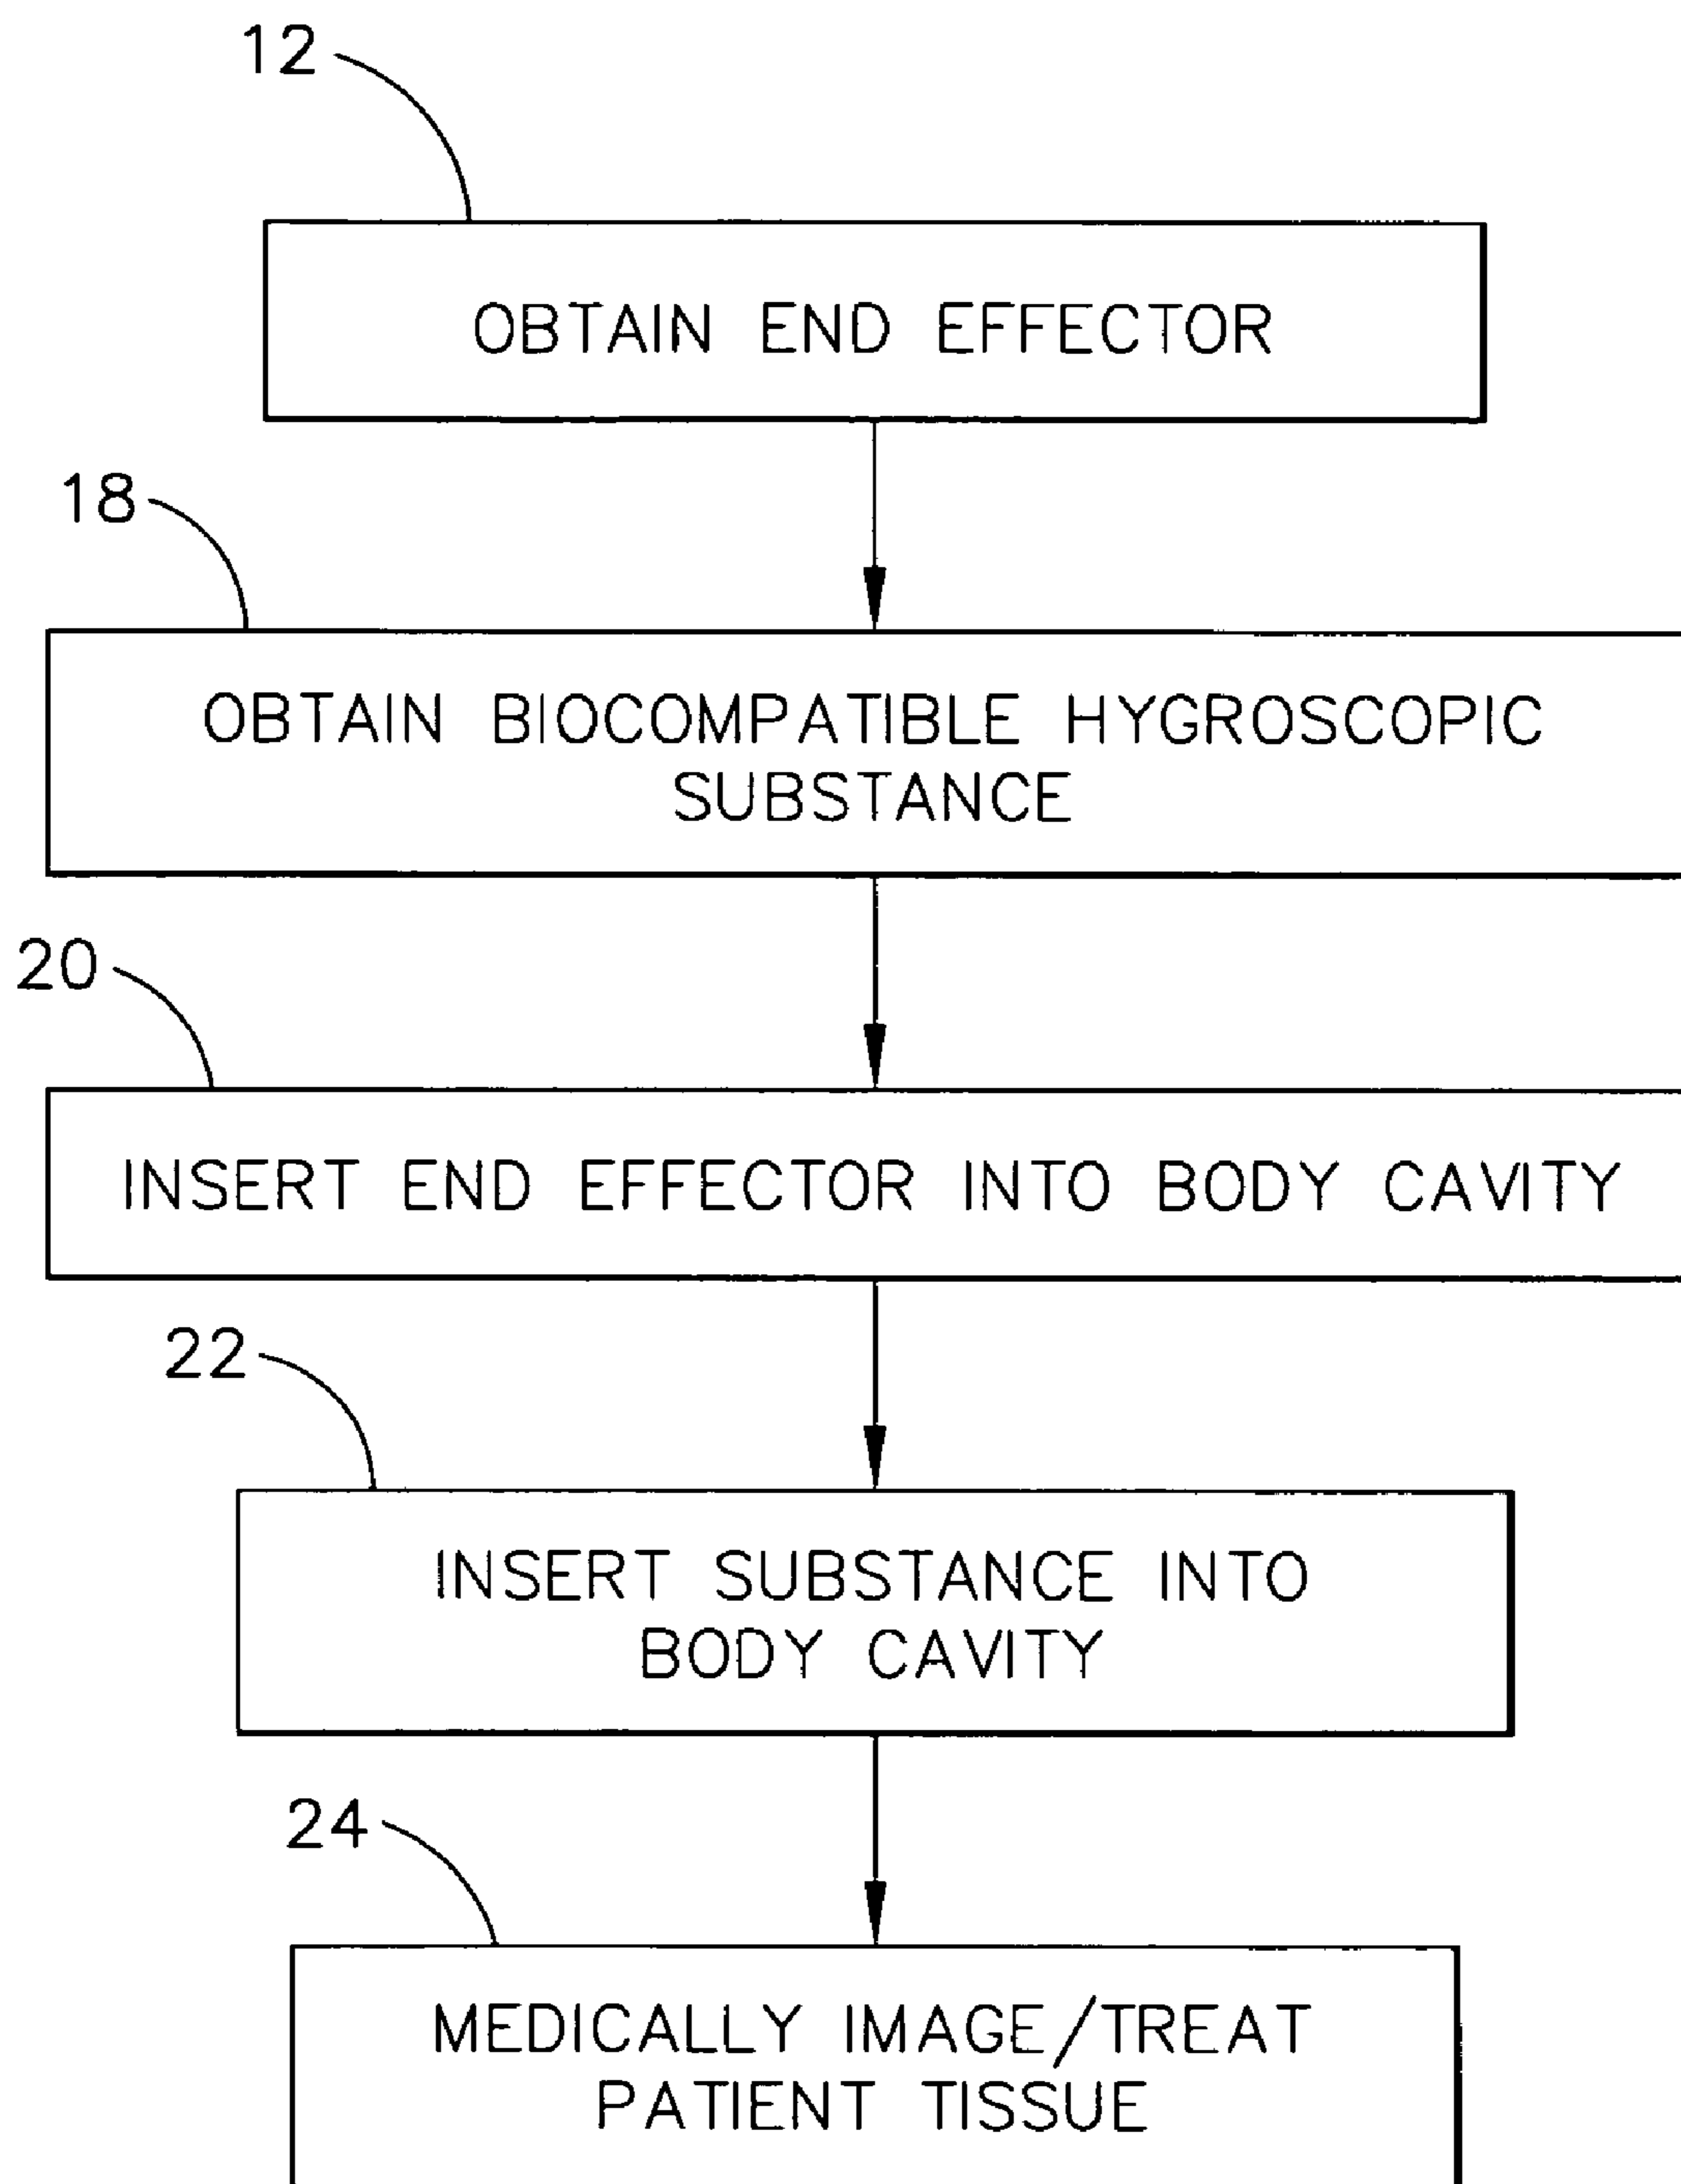 12
OBTAIN END EFFECTOR
18
OBTAIN BIOCOMPATIBLE HYGROSCOPIC
SUBSTANCE
20
INSERT END EFFECTOR INTO BODY CAVITY
22
INSERT SUBSTANCE INTO
BODY CAVITY
24
MEDICALLY IMAGE/TREAT
PATIENT TISSUE